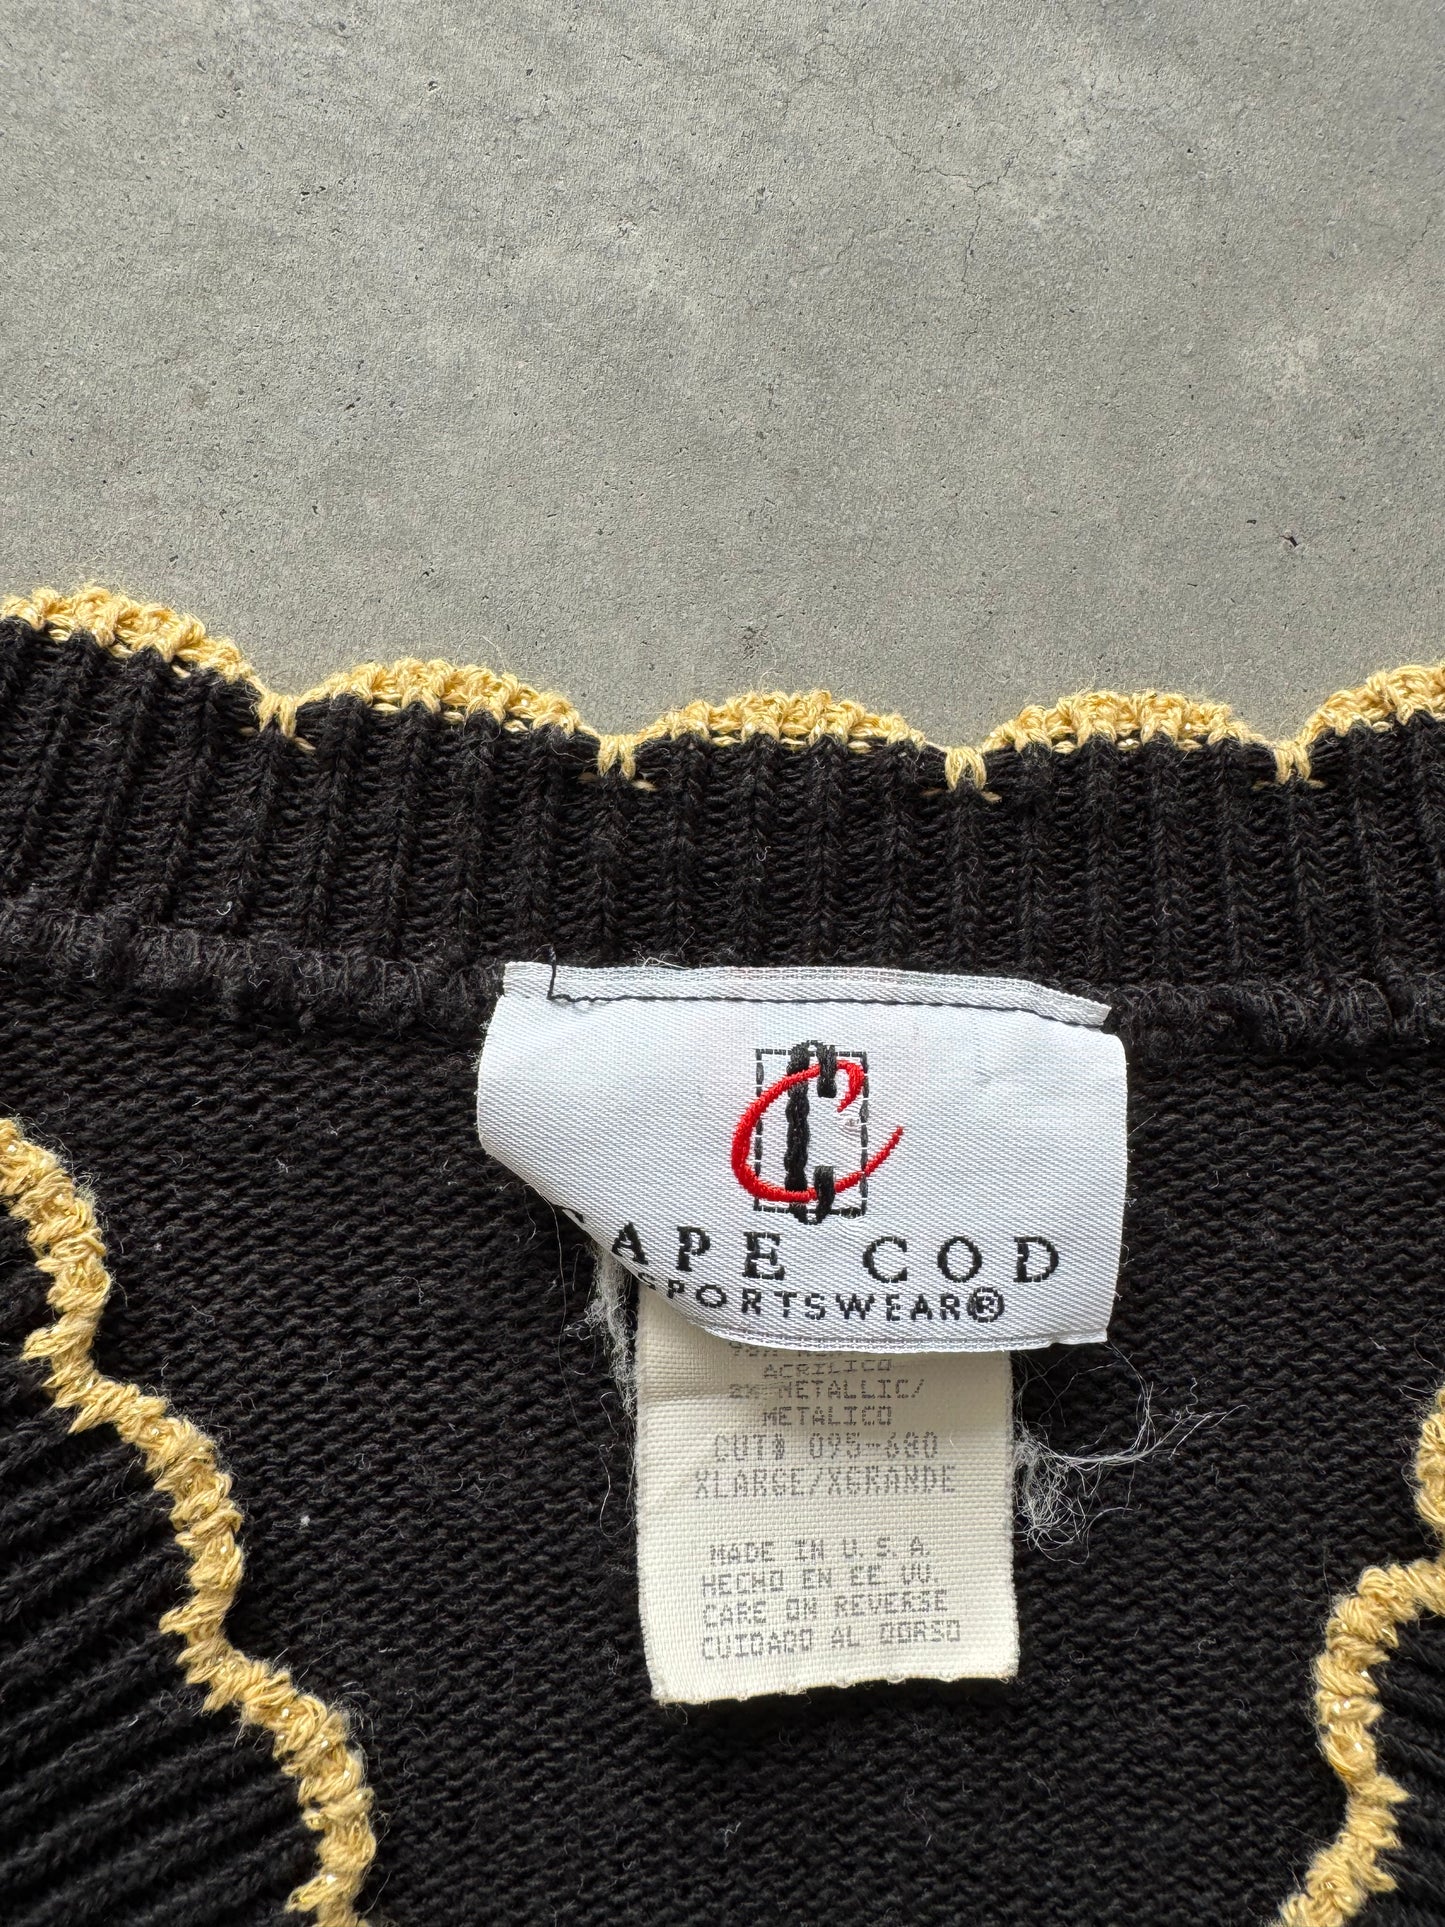 C
CAPE COD
SPORTSWEAR®
ACRILICO
2% METALLIC/
METALICO
CUT# 095-680
XLARGE/XGRANDE
MADE IN U.S.A.
HECHO EN EE.UU.
CARE ON REVERSE
CUIDADO AL DORSO